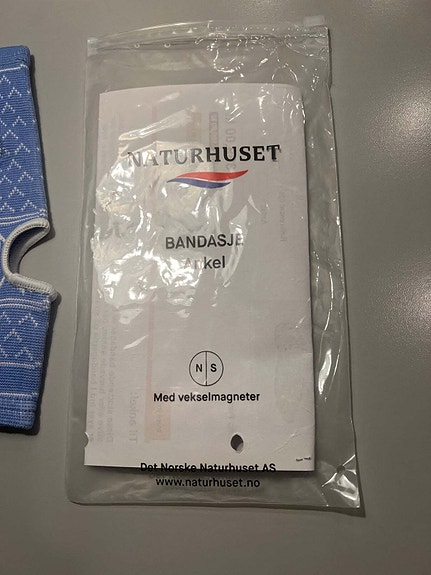 NATURHUSET
BANDASJE
Ankel
N S
Med vekselmagneter
Det Norske Naturhuset AS
www.naturhuset.no